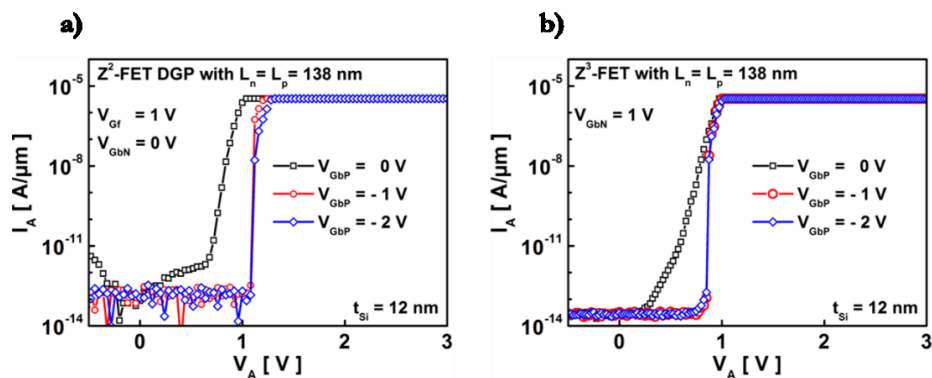 a)
Z²-FET DGP with Lₙ = Lₚ = 138 nm
V_Gf = 1 V
V_GbN = 0 V
V_GbP = 0 V
V_GbP = - 1 V
V_GbP = - 2 V
t_Si = 12 nm
I_A [ A/µm ]
10⁻⁵
10⁻⁸
10⁻¹¹
10⁻¹⁴
0
1
2
3
V_A [ V ]
b)
Z³-FET with Lₙ = Lₚ = 138 nm
V_GbN = 1 V
V_GbP = 0 V
V_GbP = - 1 V
V_GbP = - 2 V
t_Si = 12 nm
I_A [ A/µm ]
10⁻⁵
10⁻⁸
10⁻¹¹
10⁻¹⁴
0
1
2
3
V_A [ V ]